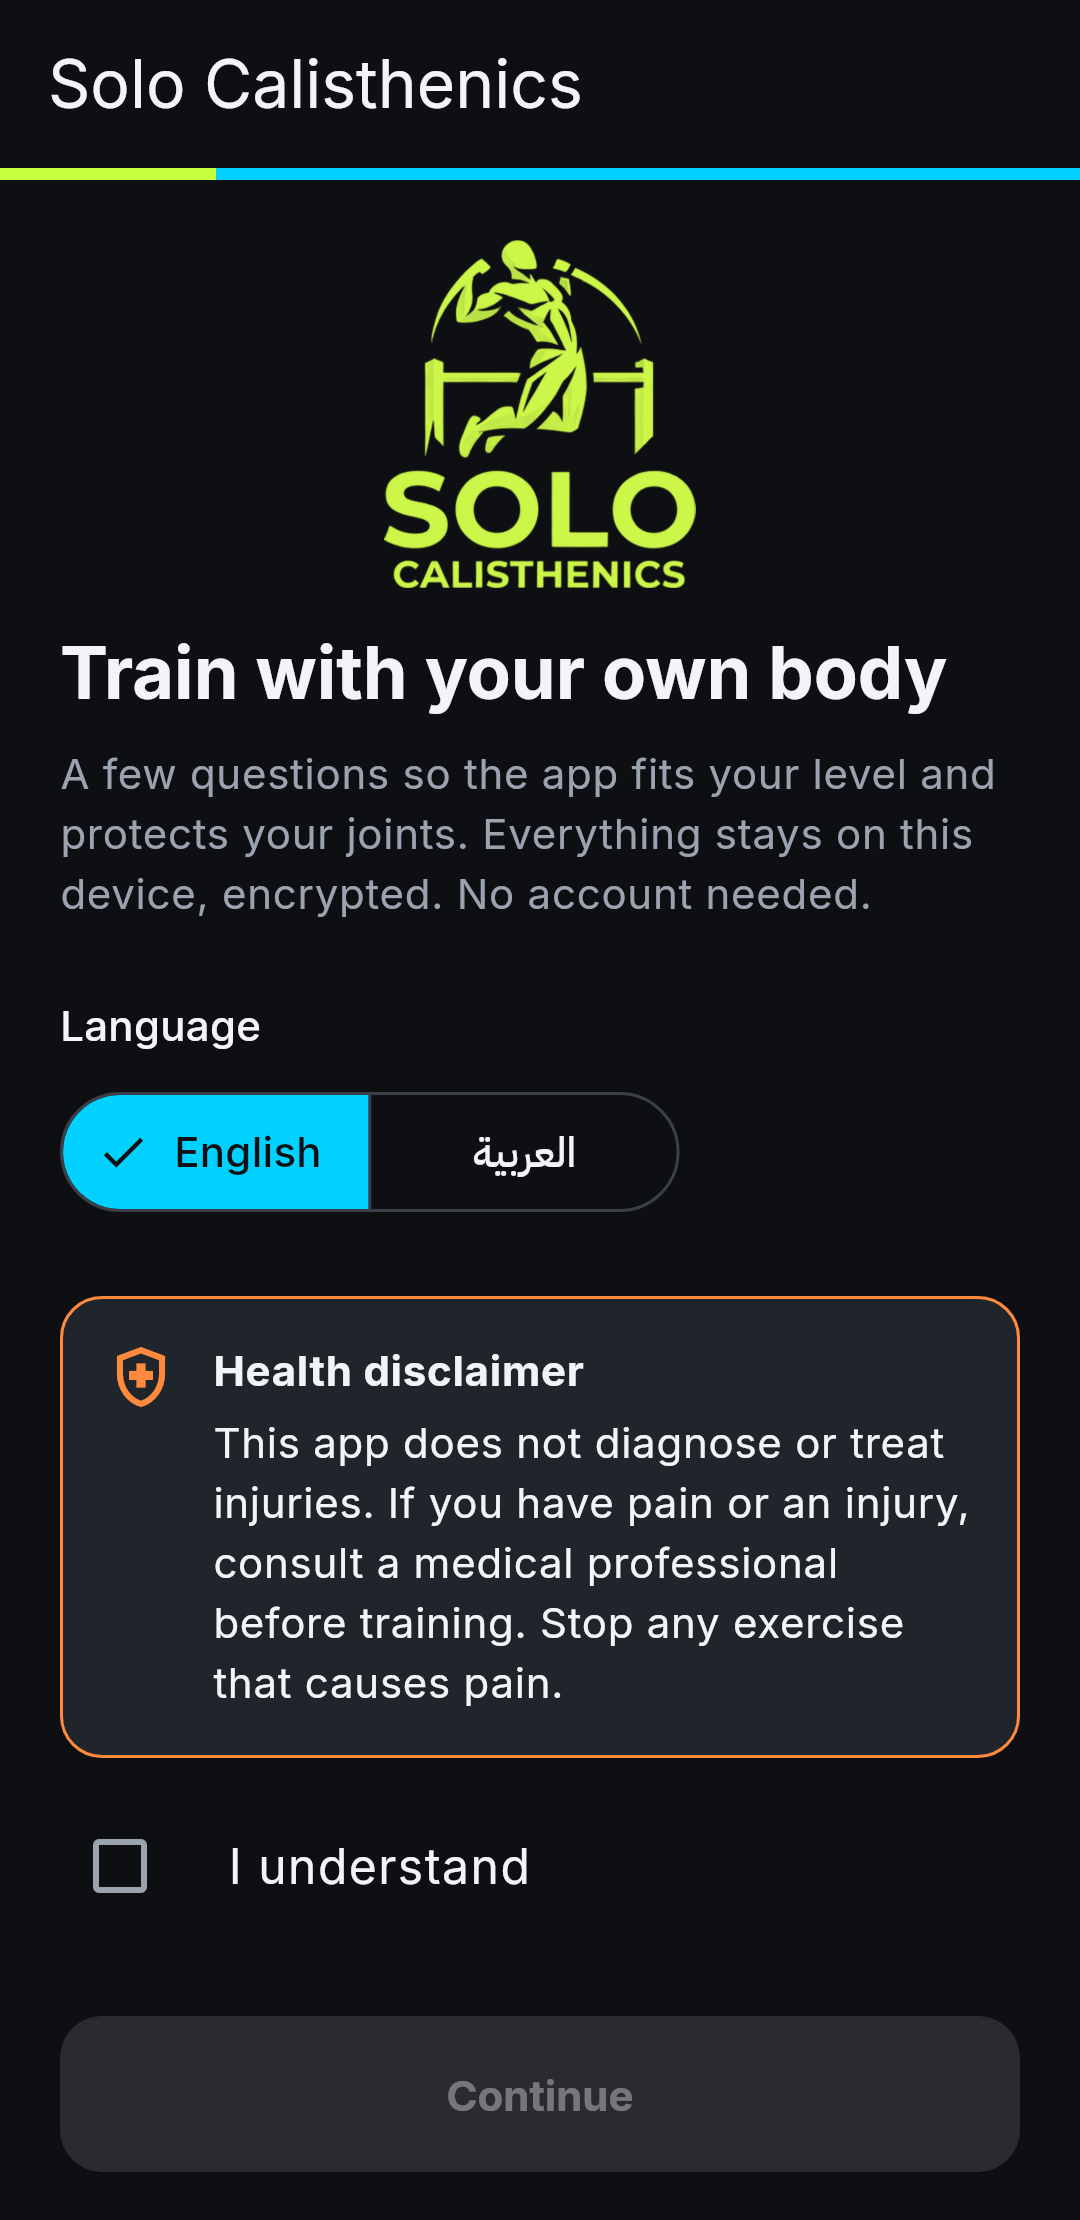 Solo Calisthenics
SOLO
CALISTHENICS
Train with your own body
A few questions so the app fits your level and
protects your joints. Everything stays on this
device, encrypted. No account needed.
Language
English
العربية
Health disclaimer
This app does not diagnose or treat
injuries. If you have pain or an injury,
consult a medical professional
before training. Stop any exercise
that causes pain.
I understand
Continue